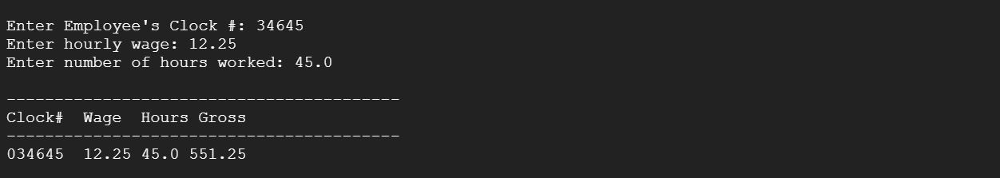 Enter Employee's Clock #: 34645
Enter hourly wage: 12.25
Enter number of hours worked: 45.0
-----------------------------------------
Clock#  Wage  Hours Gross
-----------------------------------------
034645  12.25 45.0 551.25